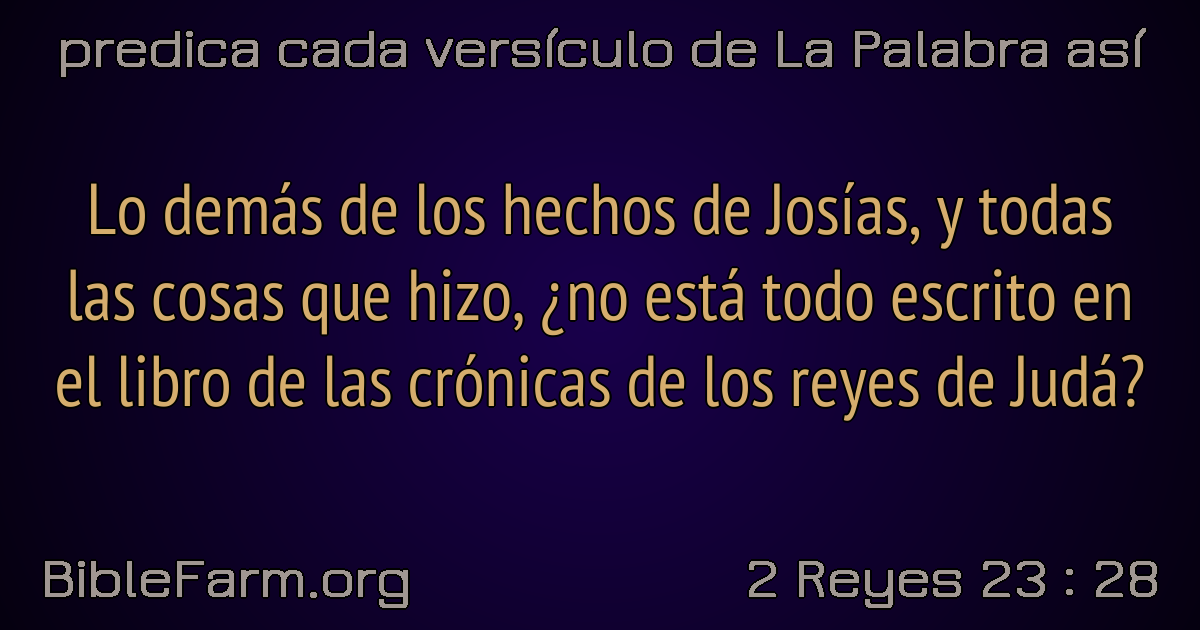 predica cada versículo de La Palabra así
Lo demás de los hechos de Josías, y todas
las cosas que hizo, ¿no está todo escrito en
el libro de las crónicas de los reyes de Judá?
BibleFarm.org
2 Reyes 23 : 28